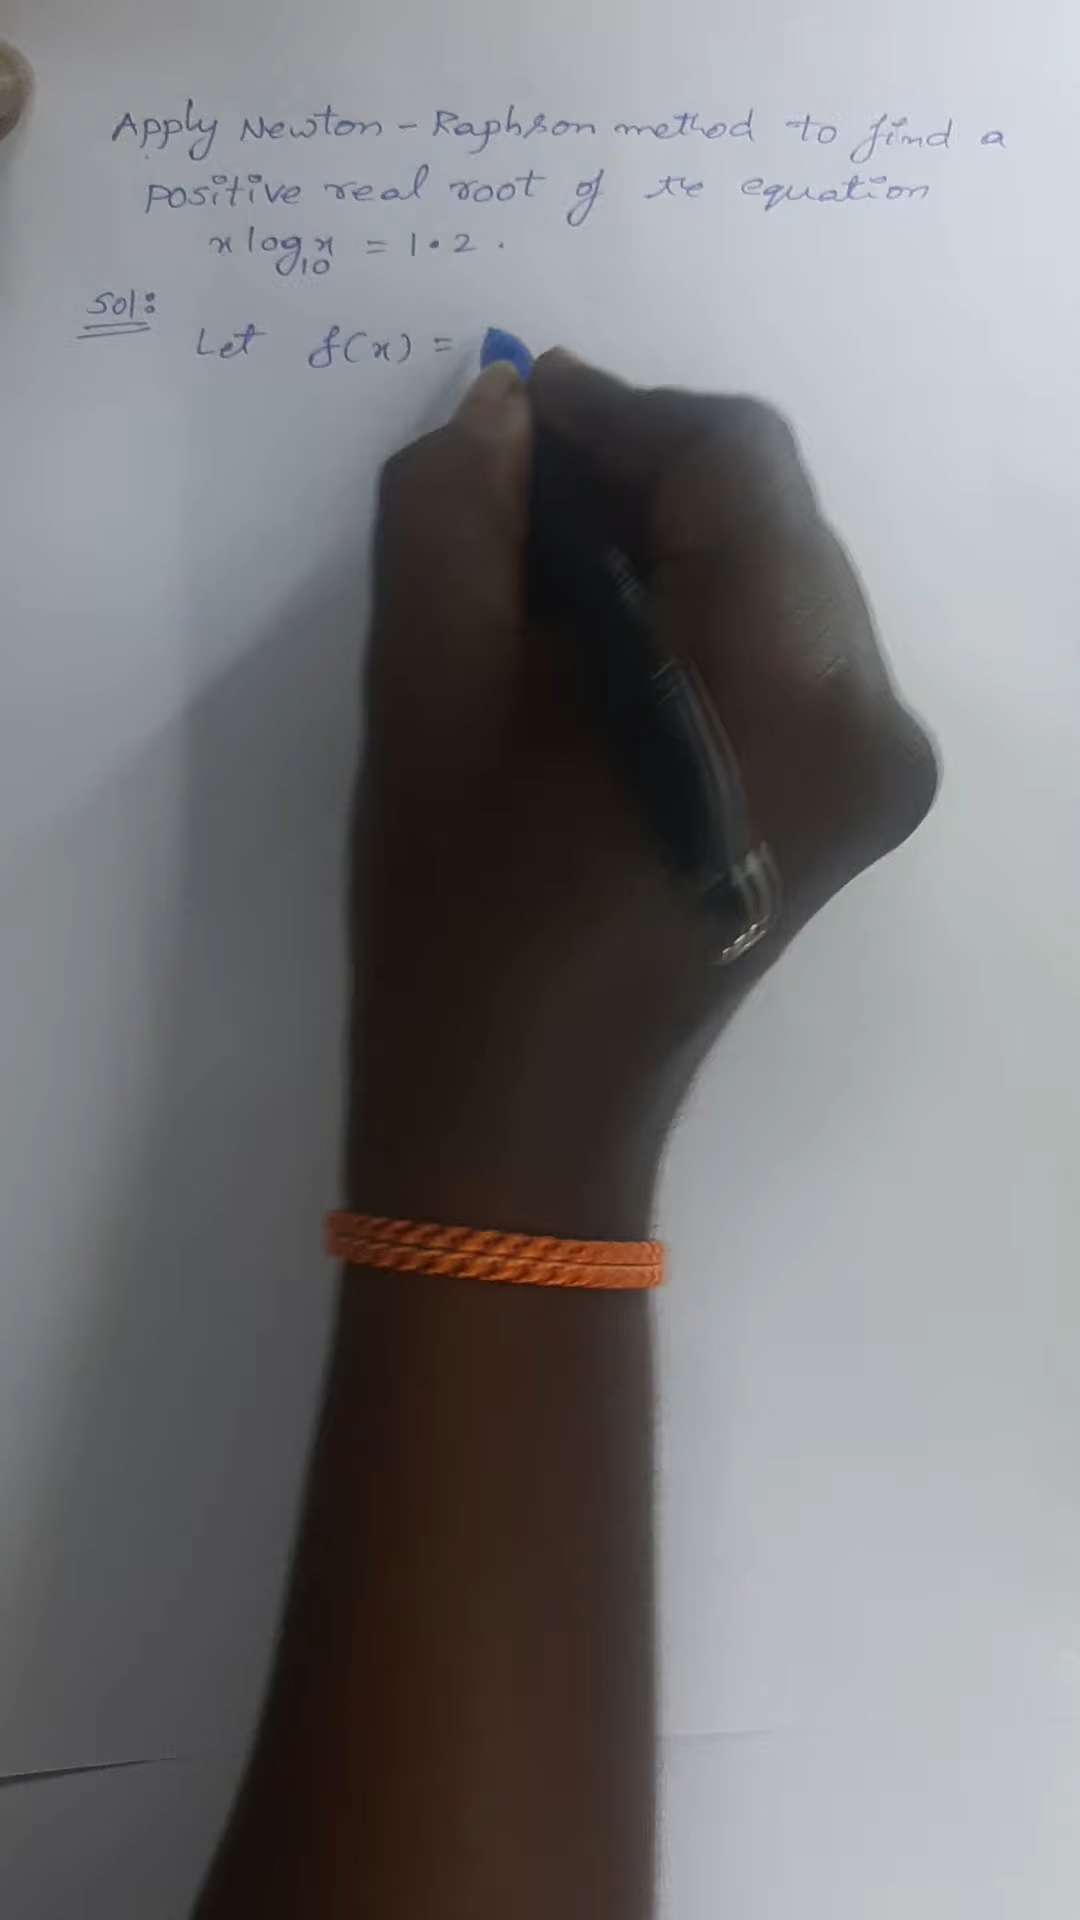 Apply Newton - Raphson method to find a
positive real root of the equation
x log₁₀x = 1.2 .
Sol:
Let f(x) =